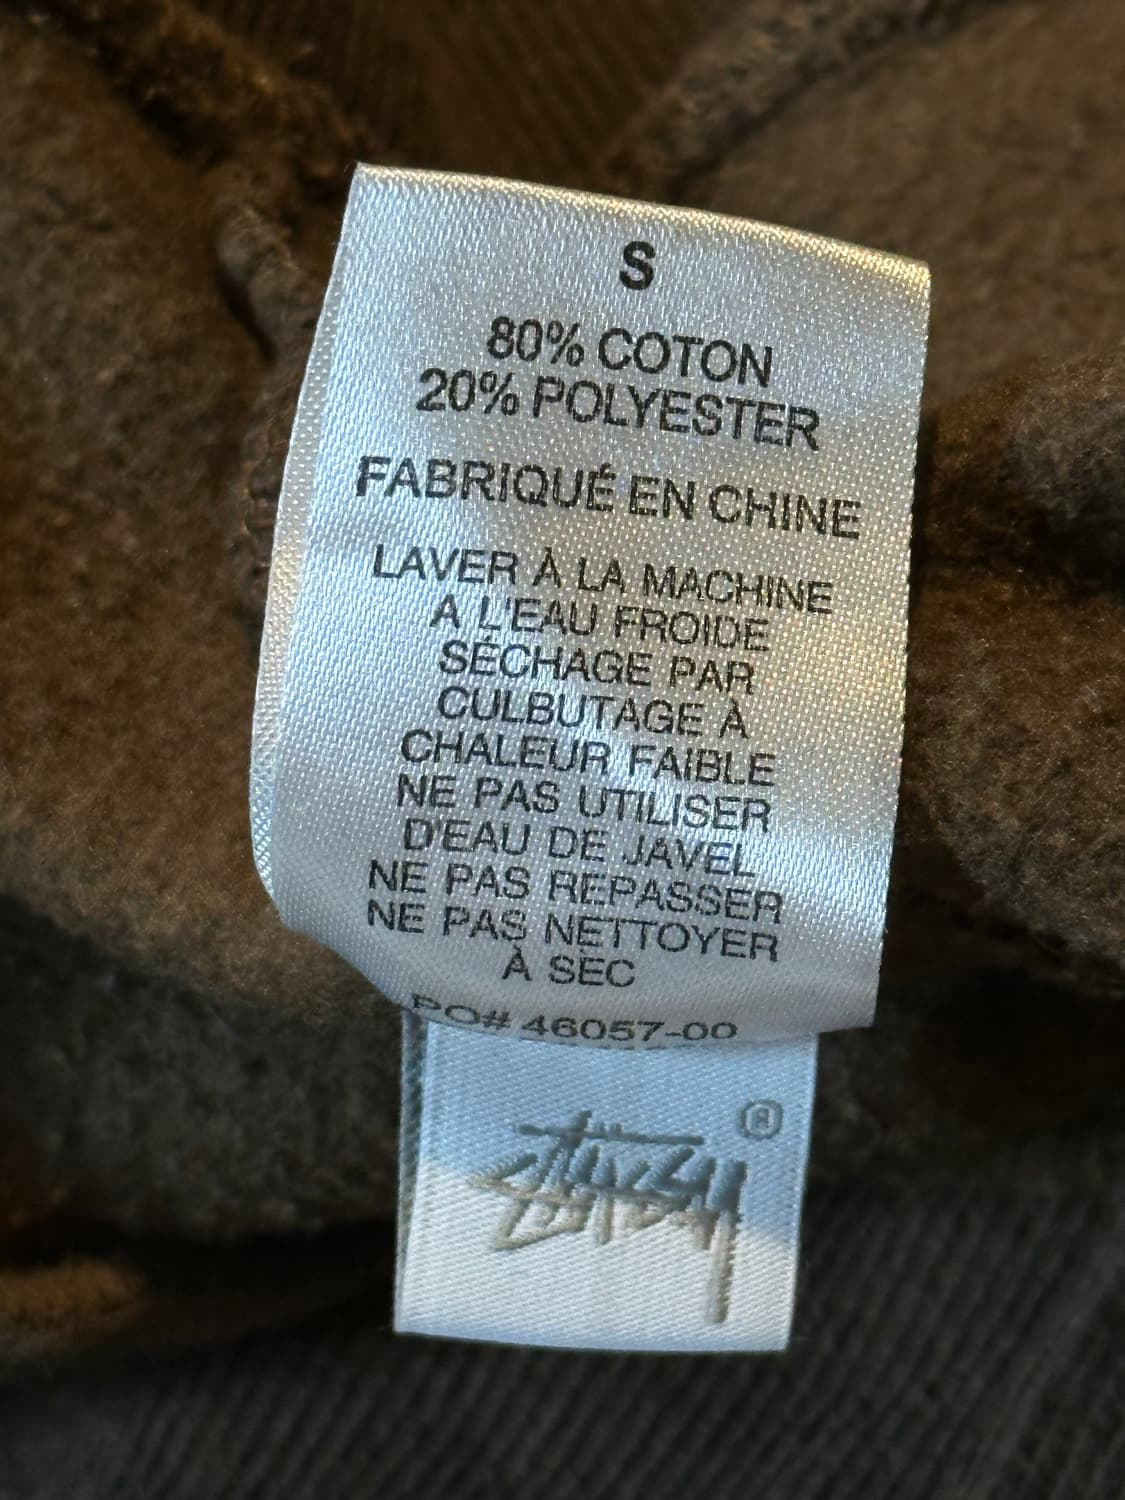 S
80% COTON
20% POLYESTER
FABRIQUÉ EN CHINE
LAVER À LA MACHINE
A L'EAU FROIDE
SÉCHAGE PAR
CULBUTAGE À
CHALEUR FAIBLE
NE PAS UTILISER
D'EAU DE JAVEL
NE PAS REPASSER
NE PAS NETTOYER
À SEC
PO# 46057-00
Stüssy ®